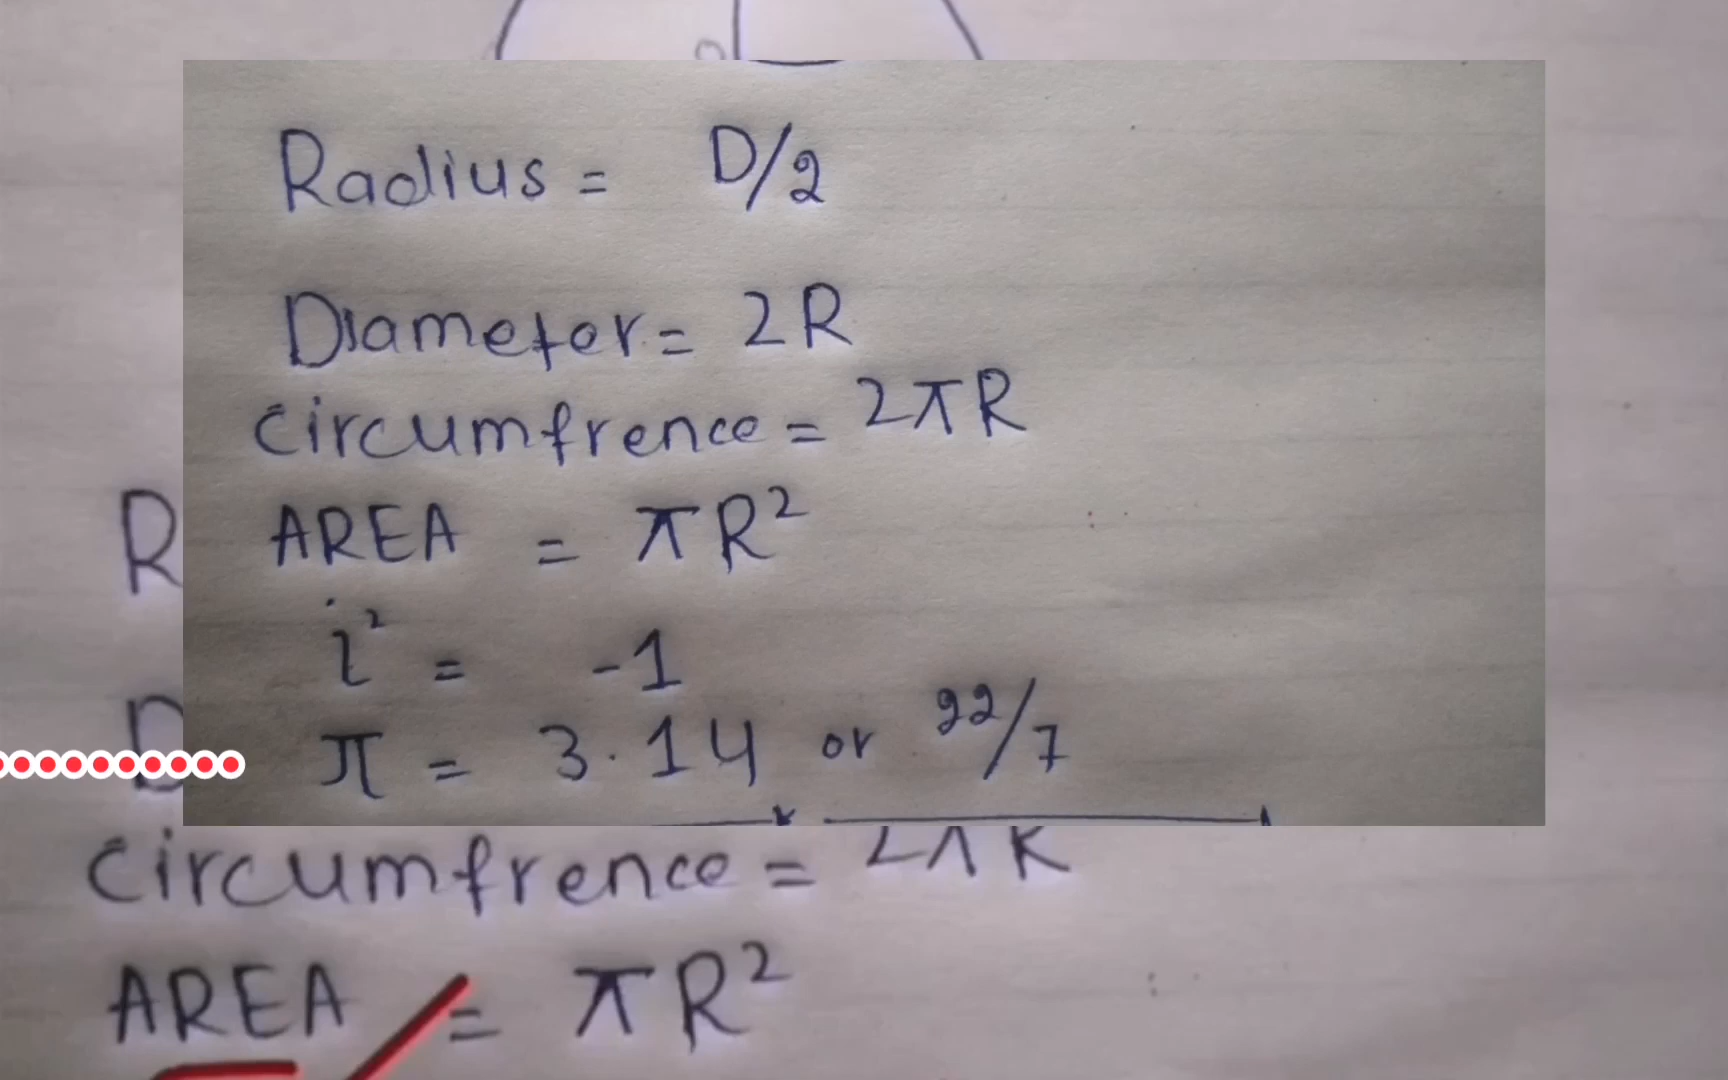 Radius = D/2
Diameter = 2R
Circumfrence = 2πR
AREA = πR²
i² = -1
π = 3.14 or 22/7
R
D
Circumfrence = 2πR
AREA = πR²